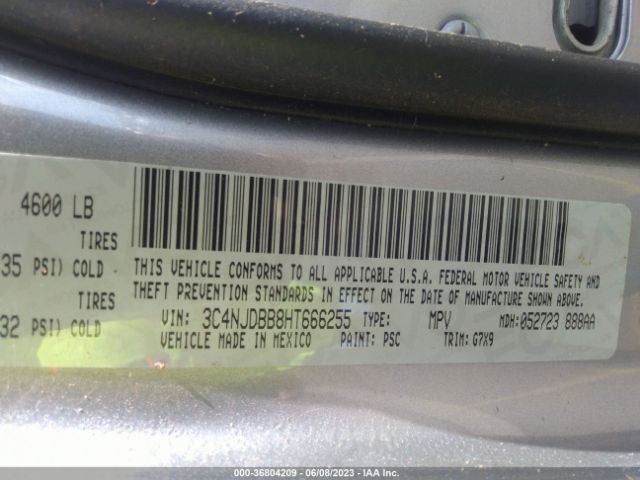 4600 LB
TIRES
35 PSI) COLD
THIS VEHICLE CONFORMS TO ALL APPLICABLE U.S.A. FEDERAL MOTOR VEHICLE SAFETY AND
TIRES
THEFT PREVENTION STANDARDS IN EFFECT ON THE DATE OF MANUFACTURE SHOWN ABOVE.
32 PSI) COLD
VIN: 3C4NJDBB8HT666255 TYPE: MPV MDH:052723 888AA
VEHICLE MADE IN MEXICO PAINT: PSC TRIM: G7X9
000-36804209 - 06/08/2023 - IAA Inc.